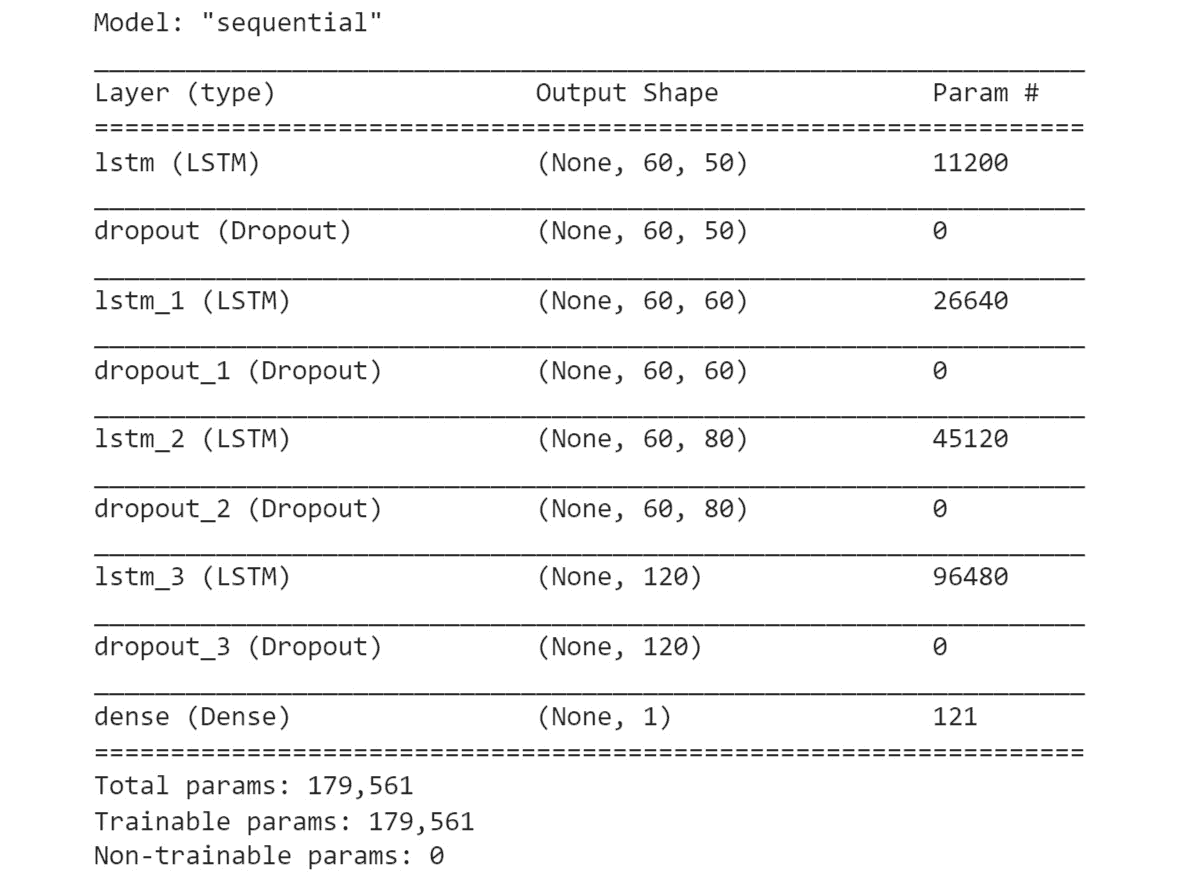 Model: "sequential"
Layer (type) Output Shape Param #
=================================================================
lstm (LSTM) (None, 60, 50) 11200
dropout (Dropout) (None, 60, 50) 0
lstm_1 (LSTM) (None, 60, 60) 26640
dropout_1 (Dropout) (None, 60, 60) 0
lstm_2 (LSTM) (None, 60, 80) 45120
dropout_2 (Dropout) (None, 60, 80) 0
lstm_3 (LSTM) (None, 120) 96480
dropout_3 (Dropout) (None, 120) 0
dense (Dense) (None, 1) 121
=================================================================
Total params: 179,561
Trainable params: 179,561
Non-trainable params: 0